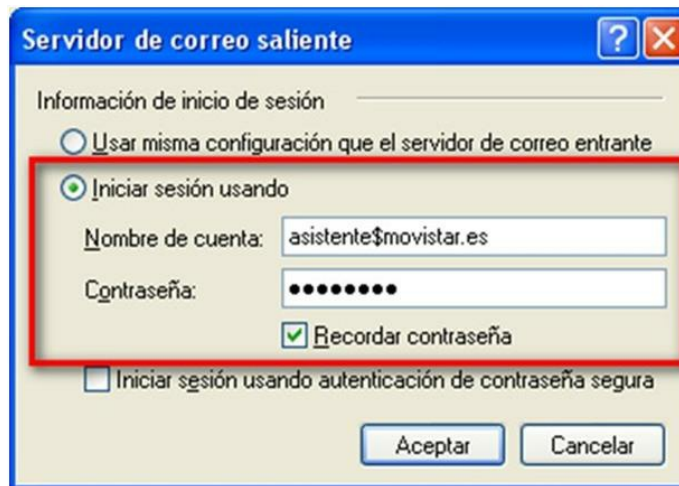 Servidor de correo saliente
Información de inicio de sesión
Usar misma configuración que el servidor de correo entrante
Iniciar sesión usando
Nombre de cuenta: asistente$movistar.es
Contraseña: ●●●●●●●●
Recordar contraseña
Iniciar sesión usando autenticación de contraseña segura
Aceptar Cancelar